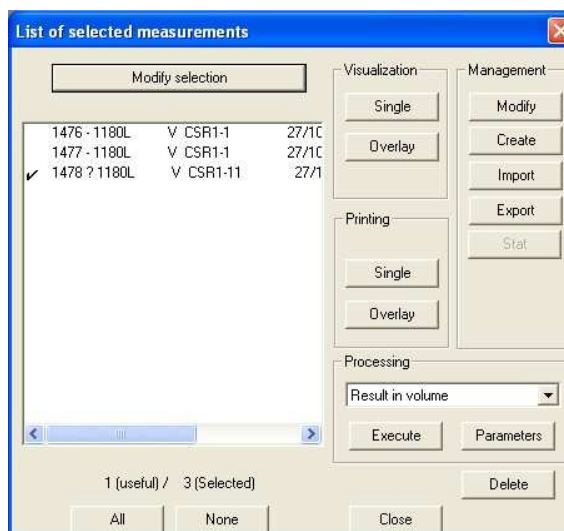 List of selected measurements
Modify selection
1476 - 1180L V CSR1-1 27/10
1477 - 1180L V CSR1-1 27/10
✓ 1478 ? 1180L V CSR1-11 27/1
1 (useful) / 3 (Selected)
All None
Visualization
Single
Overlay
Printing
Single
Overlay
Management
Modify
Create
Import
Export
Stat
Processing
Result in volume
Execute Parameters
Delete
Close